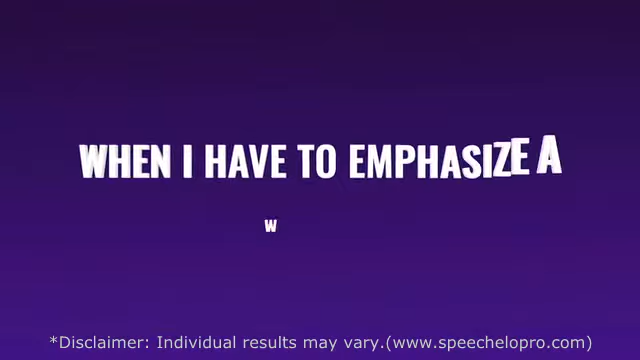 WHEN I HAVE TO EMPHASIZE A
W
*Disclaimer: Individual results may vary.(www.speechelopro.com)